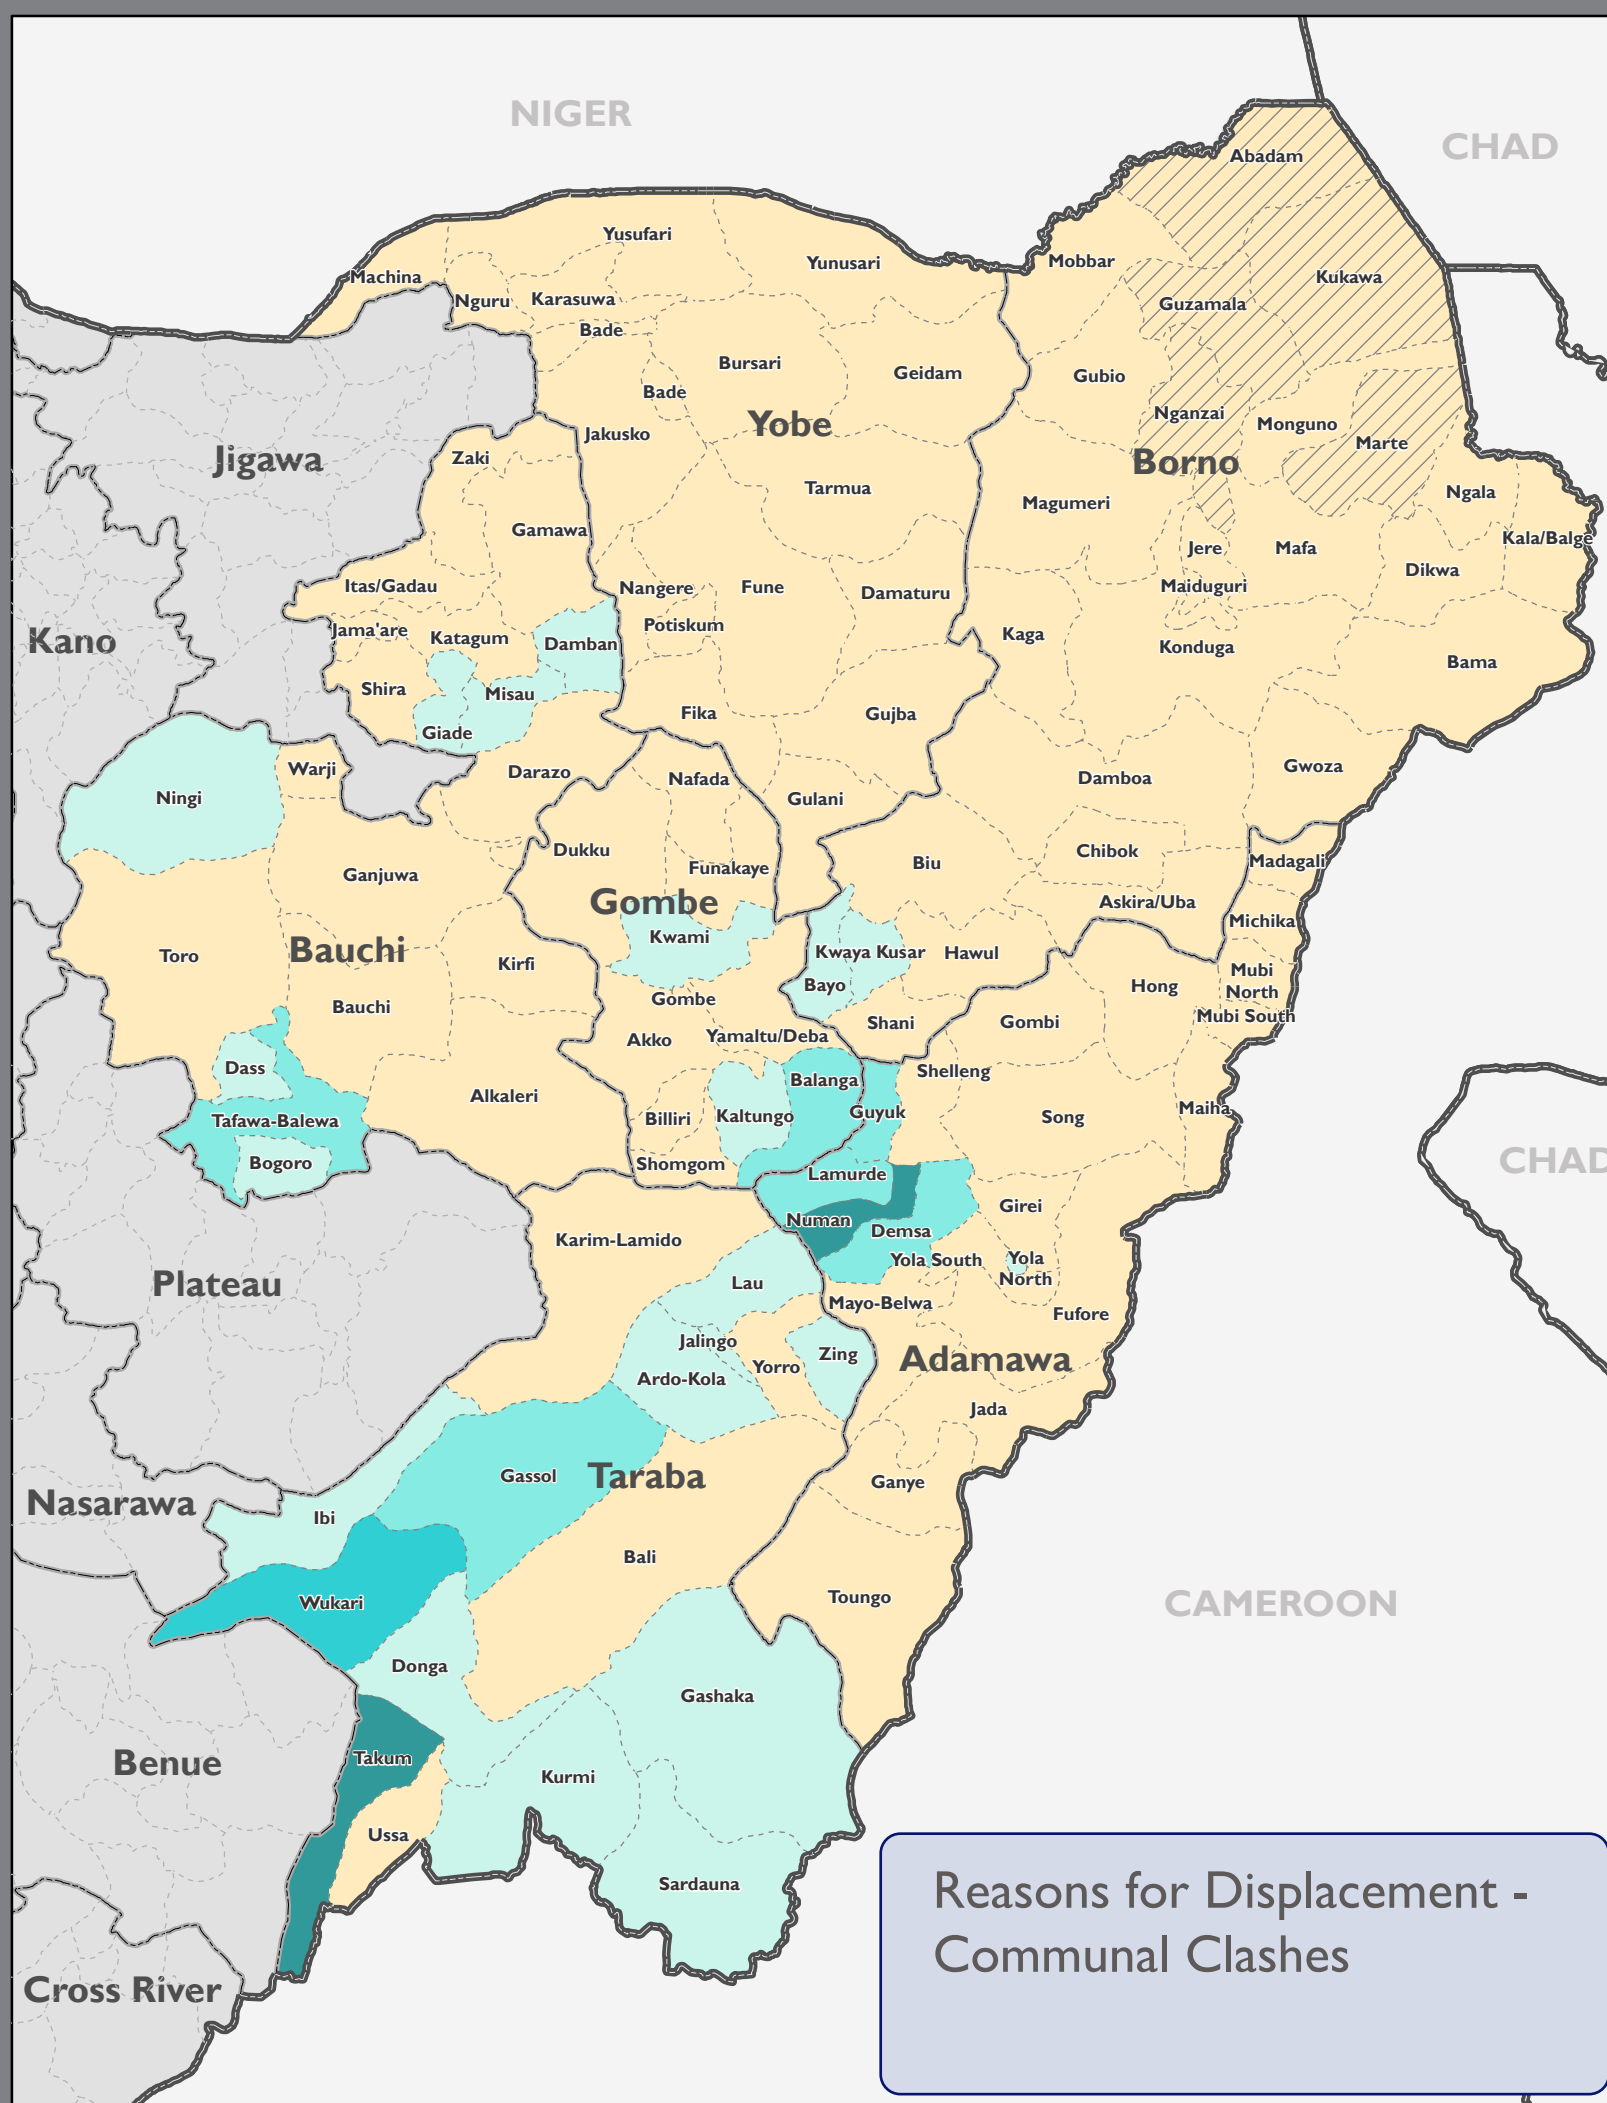 NIGER
CHAD
Abadam
Yusufari
Yunusari
Mobbar
Machina
Kukawa
Nguru
Karasuwa
Guzamala
Bade
Bursari
Geidam
Gubio
Bade
Nganzai
Monguno
Yobe
Jakusko
Marte
Jigawa
Zaki
Borno
Tarmua
Ngala
Magumeri
Gamawa
Kala/Balge
Jere
Mafa
Dikwa
Itas/Gadau
Nangere
Fune
Damaturu
Maiduguri
Jama'are
Katagum
Potiskum
Kano
Damban
Kaga
Konduga
Bama
Shira
Misau
Fika
Gujba
Giade
Warji
Darazo
Nafada
Damboa
Gwoza
Ningi
Gulani
Dukku
Chibok
Biu
Madagali
Ganjuwa
Funakaye
Gombe
Askira/Uba
Michika
Kwami
Toro
Bauchi
Kirfi
Kwaya Kusar
Hawul
Mubi
North
Bayo
Hong
Bauchi
Gombe
Mubi South
Shani
Gombi
Akko
Yamaltu/Deba
Dass
Balanga
Shelleng
Alkaleri
Guyuk
Maiha
Tafawa-Balewa
Billiri
Kaltungo
Song
Bogoro
Shomgom
CHAD
Lamurde
Girei
Numan
Demsa
Karim-Lamido
Yola South
Yola
North
Plateau
Lau
Mayo-Belwa
Fufore
Jalingo
Zing
Adamawa
Yorro
Ardo-Kola
Jada
Gassol
Taraba
Ganye
Nasarawa
Ibi
Bali
Toungo
Wukari
CAMEROON
Donga
Gashaka
Benue
Takum
Kurmi
Ussa
Sardauna
Cross River
Reasons for Displacement -
Communal Clashes